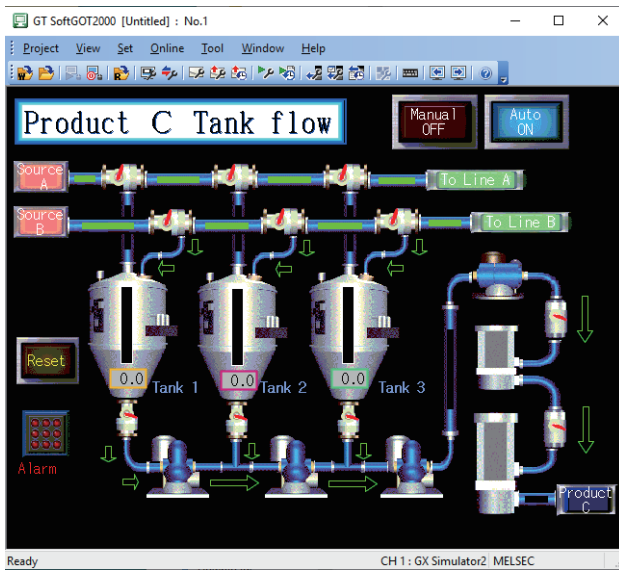 GT SoftGOT2000 [Untitled] : No.1
Project View Set Online Tool Window Help
Product C Tank flow
Manual
OFF
Auto
ON
Source
A
To Line A
Source
B
To Line B
Reset
0.0
Tank 1
0.0
Tank 2
0.0
Tank 3
Alarm
Product
C
Ready
CH 1 : GX Simulator2 MELSEC